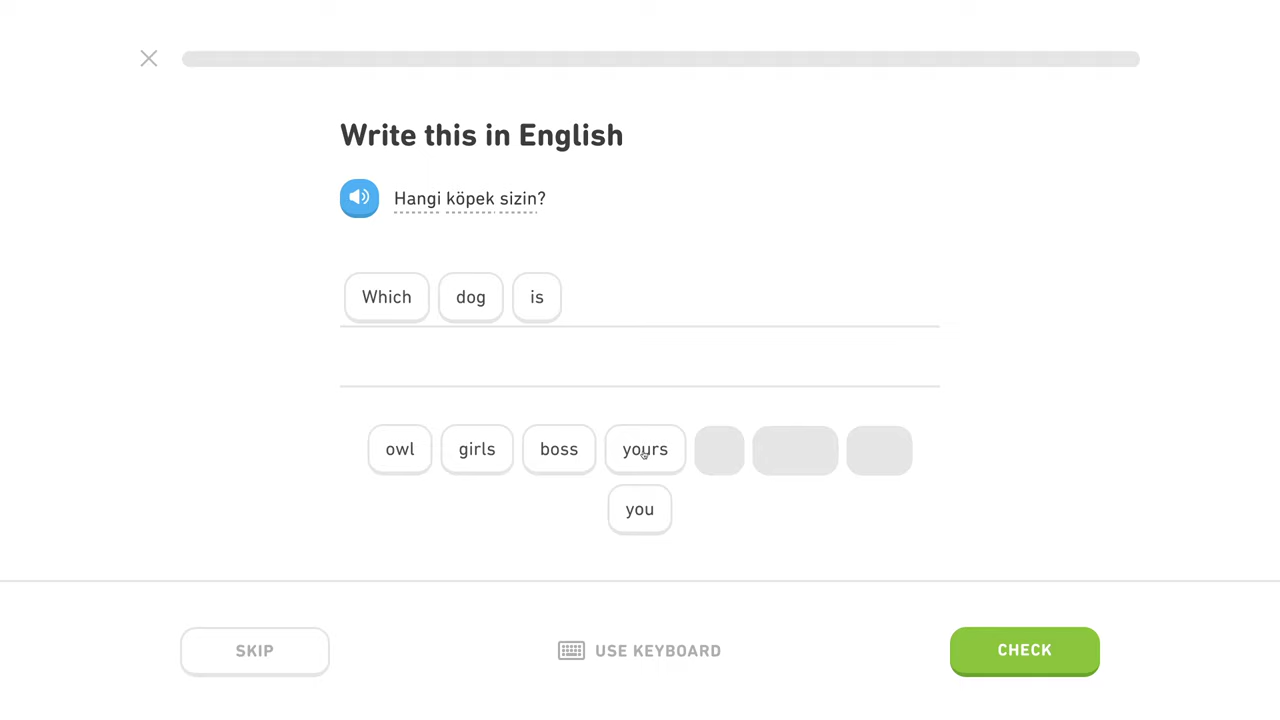 Write this in English
Hangi köpek sizin?
Which dog is
owl girls boss yours
you
SKIP USE KEYBOARD CHECK